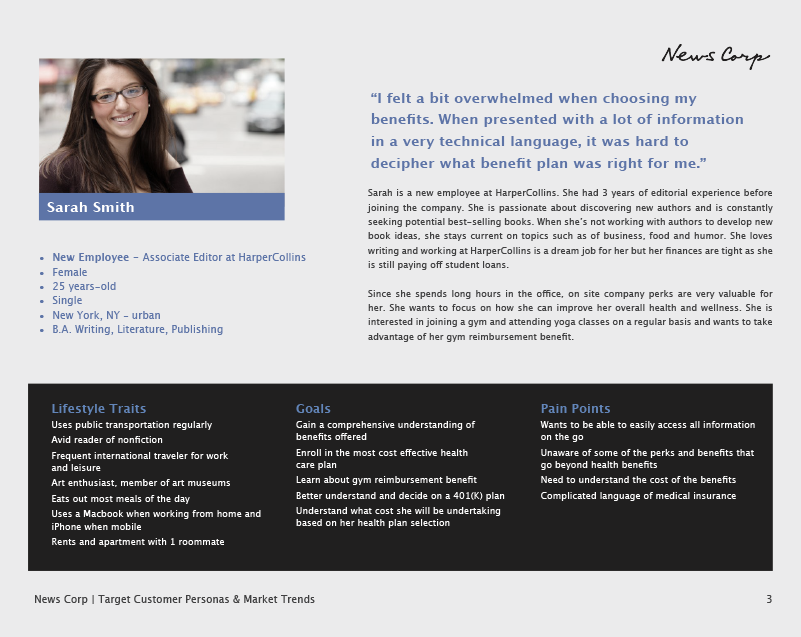 News Corp
Sarah Smith
• New Employee – Associate Editor at HarperCollins
• Female
• 25 years-old
• Single
• New York, NY – urban
• B.A. Writing, Literature, Publishing
“I felt a bit overwhelmed when choosing my
benefits. When presented with a lot of information
in a very technical language, it was hard to
decipher what benefit plan was right for me.”
Sarah is a new employee at HarperCollins. She had 3 years of editorial experience before
joining the company. She is passionate about discovering new authors and is constantly
seeking potential best-selling books. When she’s not working with authors to develop new
book ideas, she stays current on topics such as of business, food and humor. She loves
writing and working at HarperCollins is a dream job for her but her finances are tight as she
is still paying off student loans.
Since she spends long hours in the office, on site company perks are very valuable for
her. She wants to focus on how she can improve her overall health and wellness. She is
interested in joining a gym and attending yoga classes on a regular basis and wants to take
advantage of her gym reimbursement benefit.
Lifestyle Traits
Uses public transportation regularly
Avid reader of nonfiction
Frequent international traveler for work
and leisure
Art enthusiast, member of art museums
Eats out most meals of the day
Uses a Macbook when working from home and
iPhone when mobile
Rents and apartment with 1 roommate
Goals
Gain a comprehensive understanding of
benefits offered
Enroll in the most cost effective health
care plan
Learn about gym reimbursement benefit
Better understand and decide on a 401(K) plan
Understand what cost she will be undertaking
based on her health plan selection
Pain Points
Wants to be able to easily access all information
on the go
Unaware of some of the perks and benefits that
go beyond health benefits
Need to understand the cost of the benefits
Complicated language of medical insurance
News Corp | Target Customer Personas & Market Trends
3